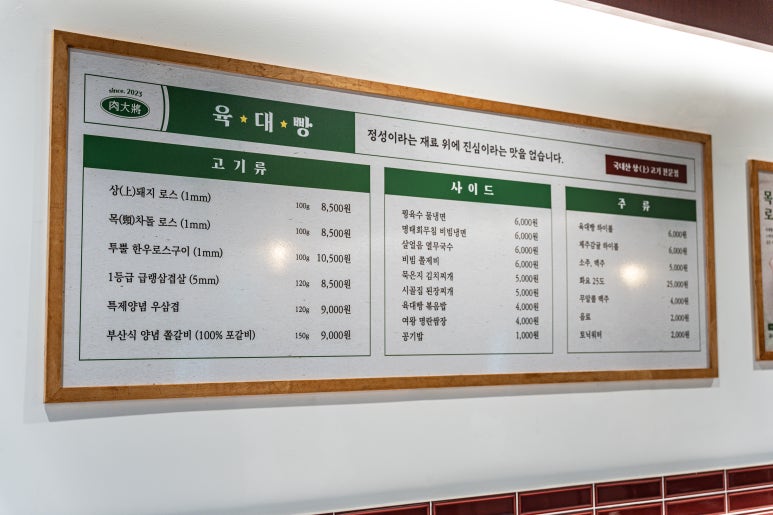 since. 2023
肉大將
육★대★빵
정성이라는 재료 위에 진심이라는 맛을 얹습니다.
국내산 상(上)고기 전문점
고기류
상(上)돼지 로스 (1mm) 100g 8,500원
목(目)차돌 로스 (1mm) 100g 8,500원
투뿔 한우로스구이 (1mm) 100g 10,500원
1등급 급랭삼겹살 (5mm) 120g 8,500원
특제양념 우삼겹 120g 9,000원
부산식 양념 쫄갈비 (100% 포갈비) 150g 9,000원
사이드
평육수 물냉면 6,000원
명태회무침 비빔냉면 6,000원
살얼음 열무국수 6,000원
비빔 쫄제비 6,000원
묵은지 김치찌개 5,000원
시골집 된장찌개 5,000원
육대빵 볶음밥 4,000원
여왕 명란쌈장 4,000원
공기밥 1,000원
주류
육대빵 하이볼 6,000원
제주감귤 하이볼 6,000원
소주, 맥주 5,000원
화요 25도 25,000원
무알콜 맥주 4,000원
음료 2,000원
토닉워터 2,000원